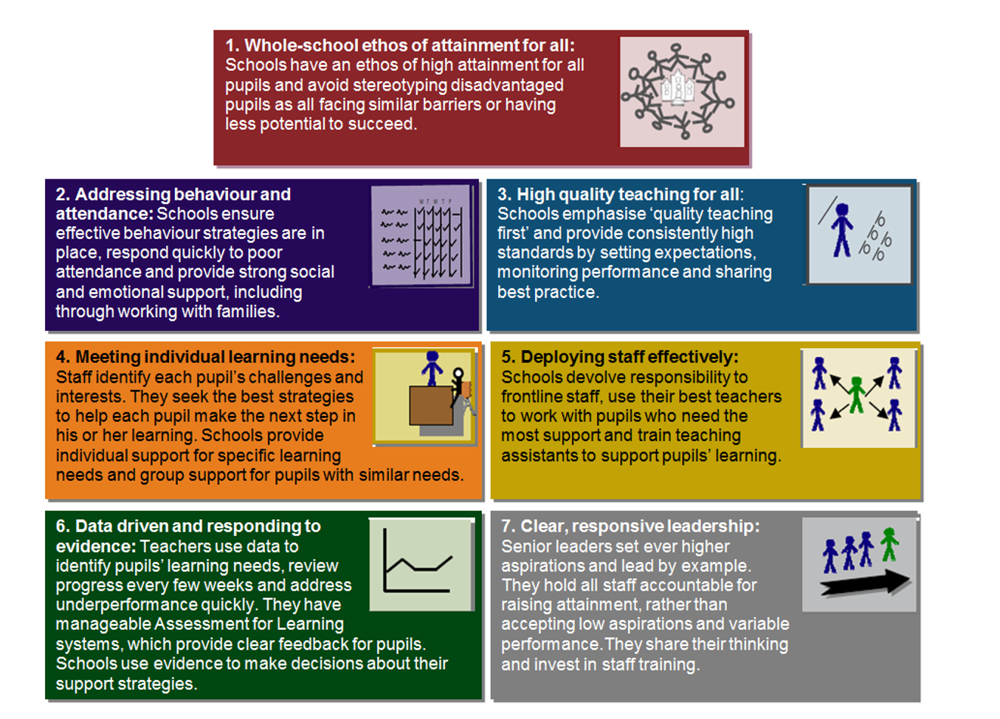 1. Whole-school ethos of attainment for all:
Schools have an ethos of high attainment for all
pupils and avoid stereotyping disadvantaged
pupils as all facing similar barriers or having
less potential to succeed.
2. Addressing behaviour and
attendance: Schools ensure
effective behaviour strategies are in
place, respond quickly to poor
attendance and provide strong social
and emotional support, including
through working with families.
M T W T F
3. High quality teaching for all:
Schools emphasise ‘quality teaching
first’ and provide consistently high
standards by setting expectations,
monitoring performance and sharing
best practice.
4. Meeting individual learning needs:
Staff identify each pupil’s challenges and
interests. They seek the best strategies
to help each pupil make the next step in
his or her learning. Schools provide
individual support for specific learning
needs and group support for pupils with similar needs.
5. Deploying staff effectively:
Schools devolve responsibility to
frontline staff, use their best teachers
to work with pupils who need the
most support and train teaching
assistants to support pupils’ learning.
6. Data driven and responding to
evidence: Teachers use data to
identify pupils’ learning needs, review
progress every few weeks and address
underperformance quickly. They have
manageable Assessment for Learning
systems, which provide clear feedback for pupils.
Schools use evidence to make decisions about their
support strategies.
7. Clear, responsive leadership:
Senior leaders set ever higher
aspirations and lead by example.
They hold all staff accountable for
raising attainment, rather than
accepting low aspirations and variable
performance. They share their thinking
and invest in staff training.